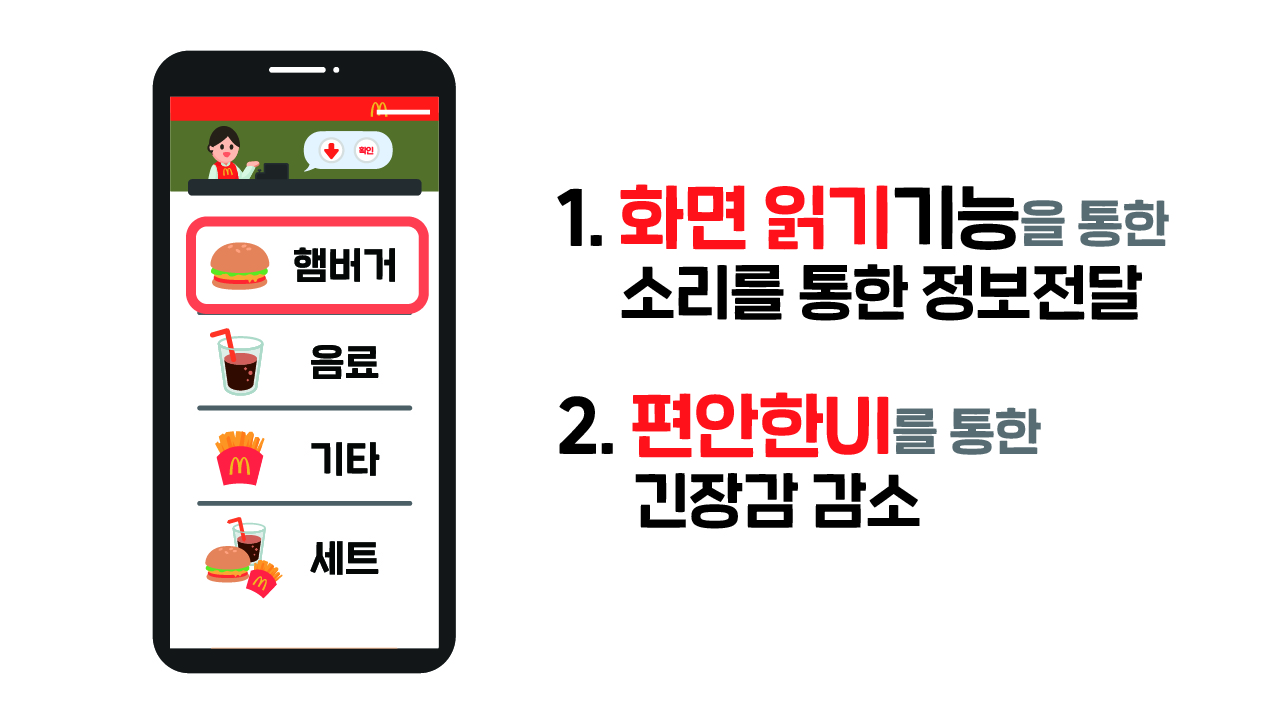 확인
햄버거
음료
기타
세트
1. 화면 읽기기능을 통한
소리를 통한 정보전달
2. 편안한UI를 통한
긴장감 감소